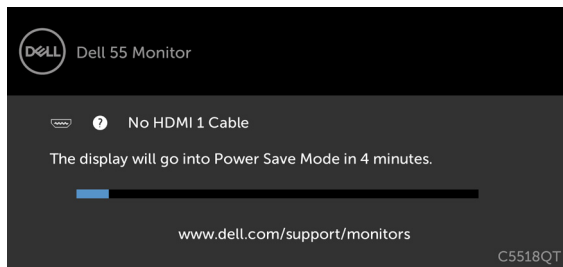 DELL
Dell 55 Monitor
? No HDMI 1 Cable
The display will go into Power Save Mode in 4 minutes.
www.dell.com/support/monitors
C5518QT